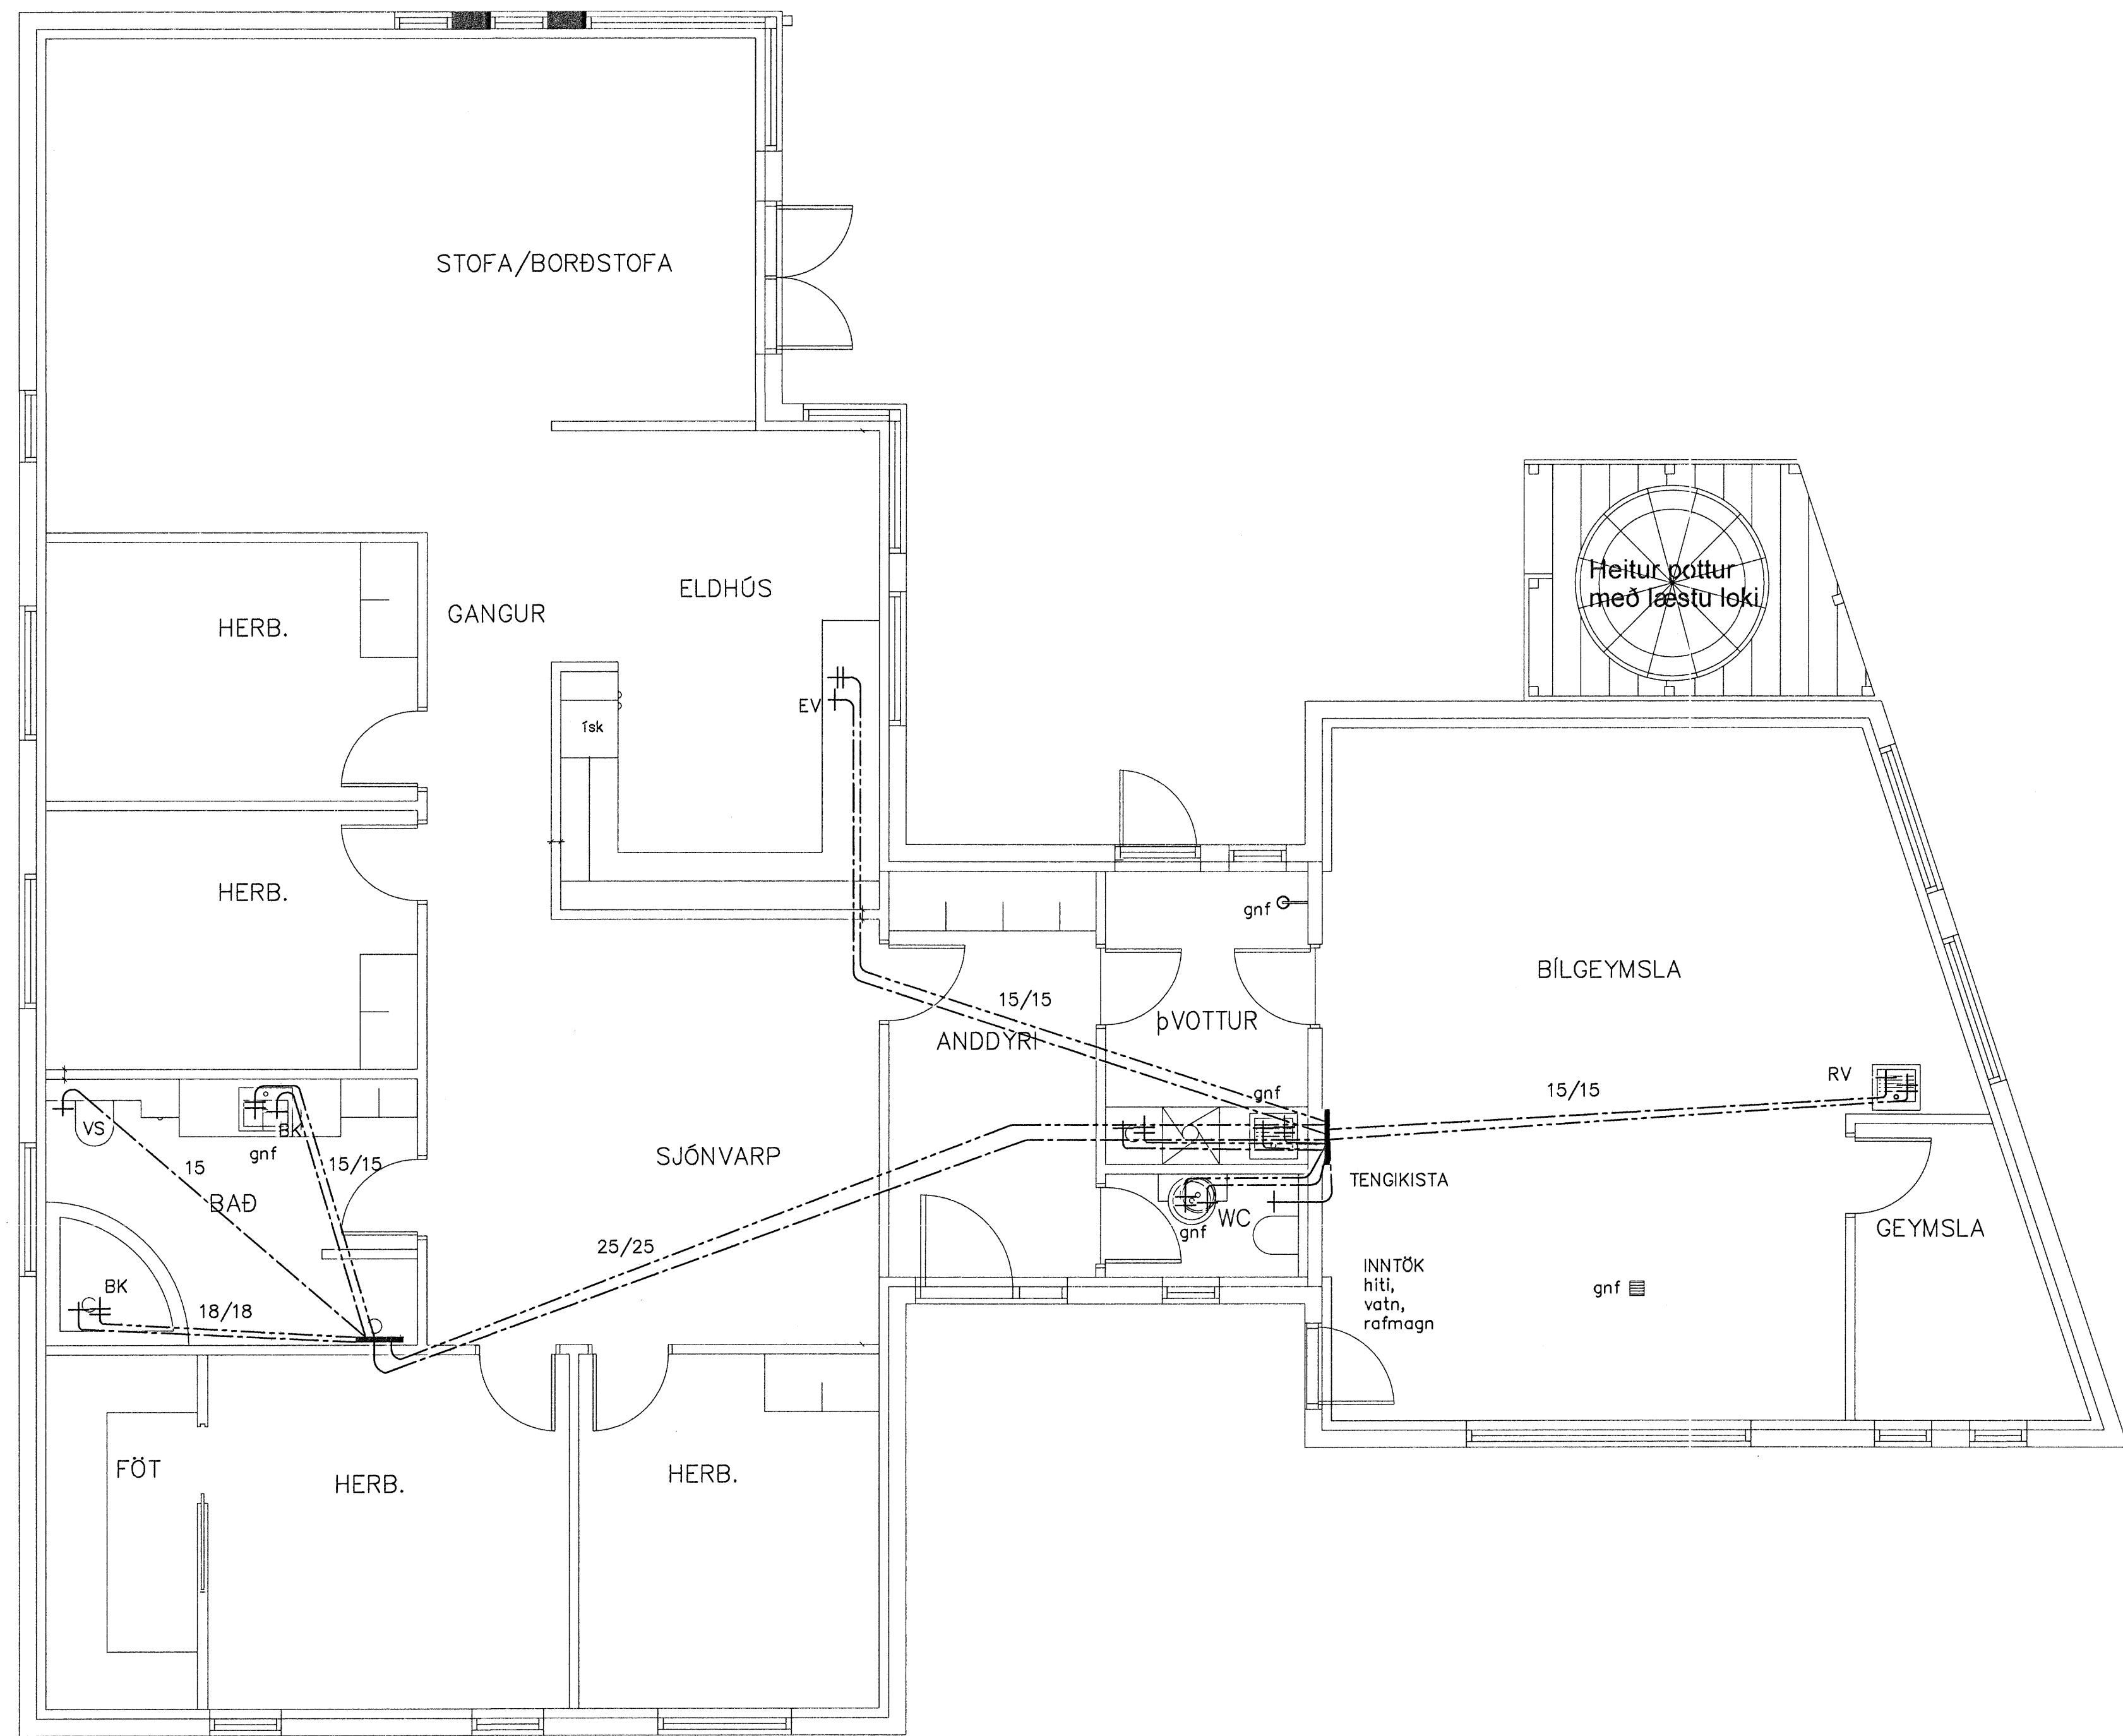 STOFA/BORÐSTOFA
Heitur pottur
með læstu loki
ELDHÚS
GANGUR
HERB.
EV
ísk
HERB.
gnf
BÍLGEYMSLA
15/15
ÞVOTTUR
ANDDYRI
RV
15/15
gnf
VS
BK
gnf
15/15
15
SJÓNVARP
TENGIKISTA
BAÐ
WC
gnf
GEYMSLA
25/25
INNTÖK
hiti,
vatn,
rafmagn
gnf
BK
18/18
FÖT
HERB.
HERB.